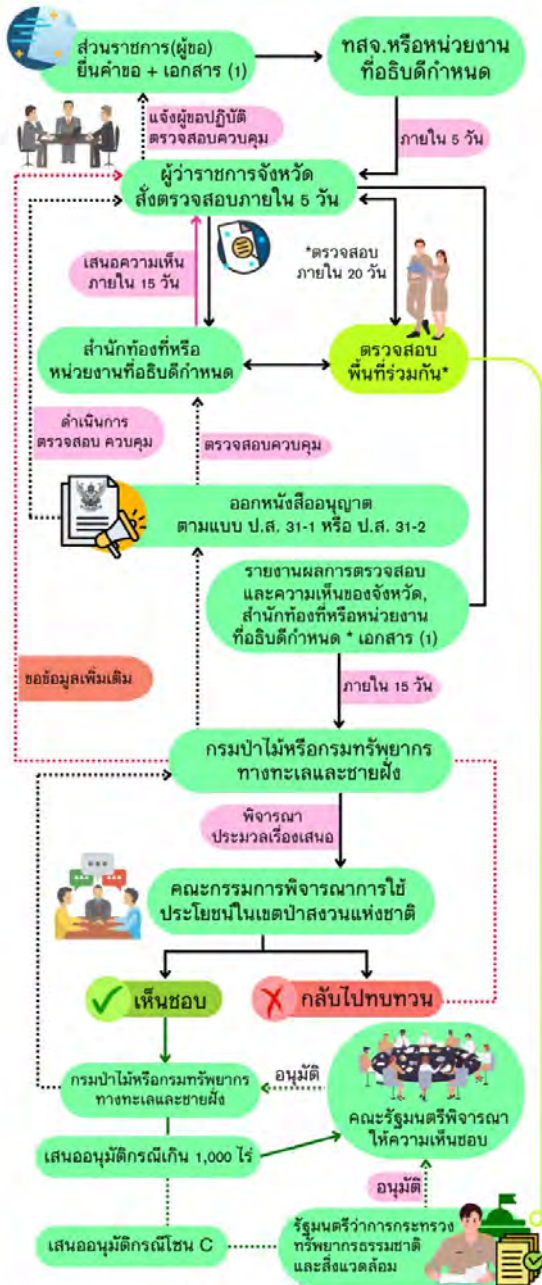 ส่วนราชการ(ผู้ขอ)
ยื่นคำขอ + เอกสาร (1)
ทสจ.หรือหน่วยงาน
ที่อธิบดีกำหนด
แจ้งผู้ขอปฏิบัติ
ตรวจสอบควบคุม
ภายใน 5 วัน
ผู้ว่าราชการจังหวัด
สั่งตรวจสอบภายใน 5 วัน
เสนอความเห็น
ภายใน 15 วัน
*ตรวจสอบ
ภายใน 20 วัน
สำนักท้องที่หรือ
หน่วยงานที่อธิบดีกำหนด
ตรวจสอบ
พื้นที่ร่วมกัน*
ดำเนินการ
ตรวจสอบ ควบคุม
ตรวจสอบควบคุม
ออกหนังสืออนุญาต
ตามแบบ ป.ส. 31-1 หรือ ป.ส. 31-2
รายงานผลการตรวจสอบ
และความเห็นของจังหวัด,
สำนักท้องที่หรือหน่วยงาน
ที่อธิบดีกำหนด * เอกสาร (1)
ขอข้อมูลเพิ่มเติม
ภายใน 15 วัน
กรมป่าไม้หรือกรมทรัพยากร
ทางทะเลและชายฝั่ง
พิจารณา
ประมวลเรื่องเสนอ
คณะกรรมการพิจารณาการใช้
ประโยชน์ในเขตป่าสงวนแห่งชาติ
เห็นชอบ
กลับไปทบทวน
กรมป่าไม้หรือกรมทรัพยากร
ทางทะเลและชายฝั่ง
อนุมัติ
คณะรัฐมนตรีพิจารณา
ให้ความเห็นชอบ
เสนออนุมัติกรณีเกิน 1,000 ไร่
อนุมัติ
เสนออนุมัติกรณีโซน C
รัฐมนตรีว่าการกระทรวง
ทรัพยากรธรรมชาติ
และสิ่งแวดล้อม